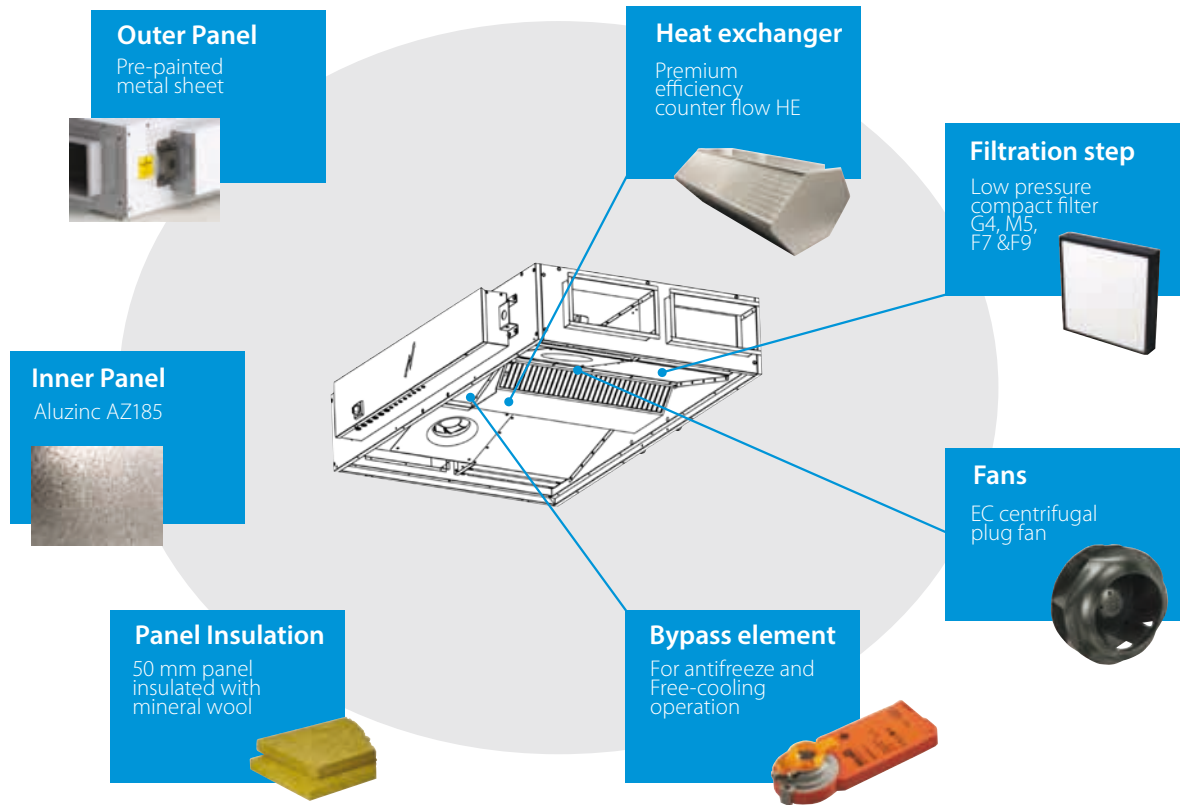 Outer Panel
Pre-painted
metal sheet
Heat exchanger
Premium
efficiency
counter flow HE
Filtration step
Low pressure
compact filter
G4, M5,
F7 &F9
Inner Panel
Aluzinc AZ185
Fans
EC centrifugal
plug fan
Panel Insulation
50 mm panel
insulated with
mineral wool
Bypass element
For antifreeze and
Free-cooling
operation